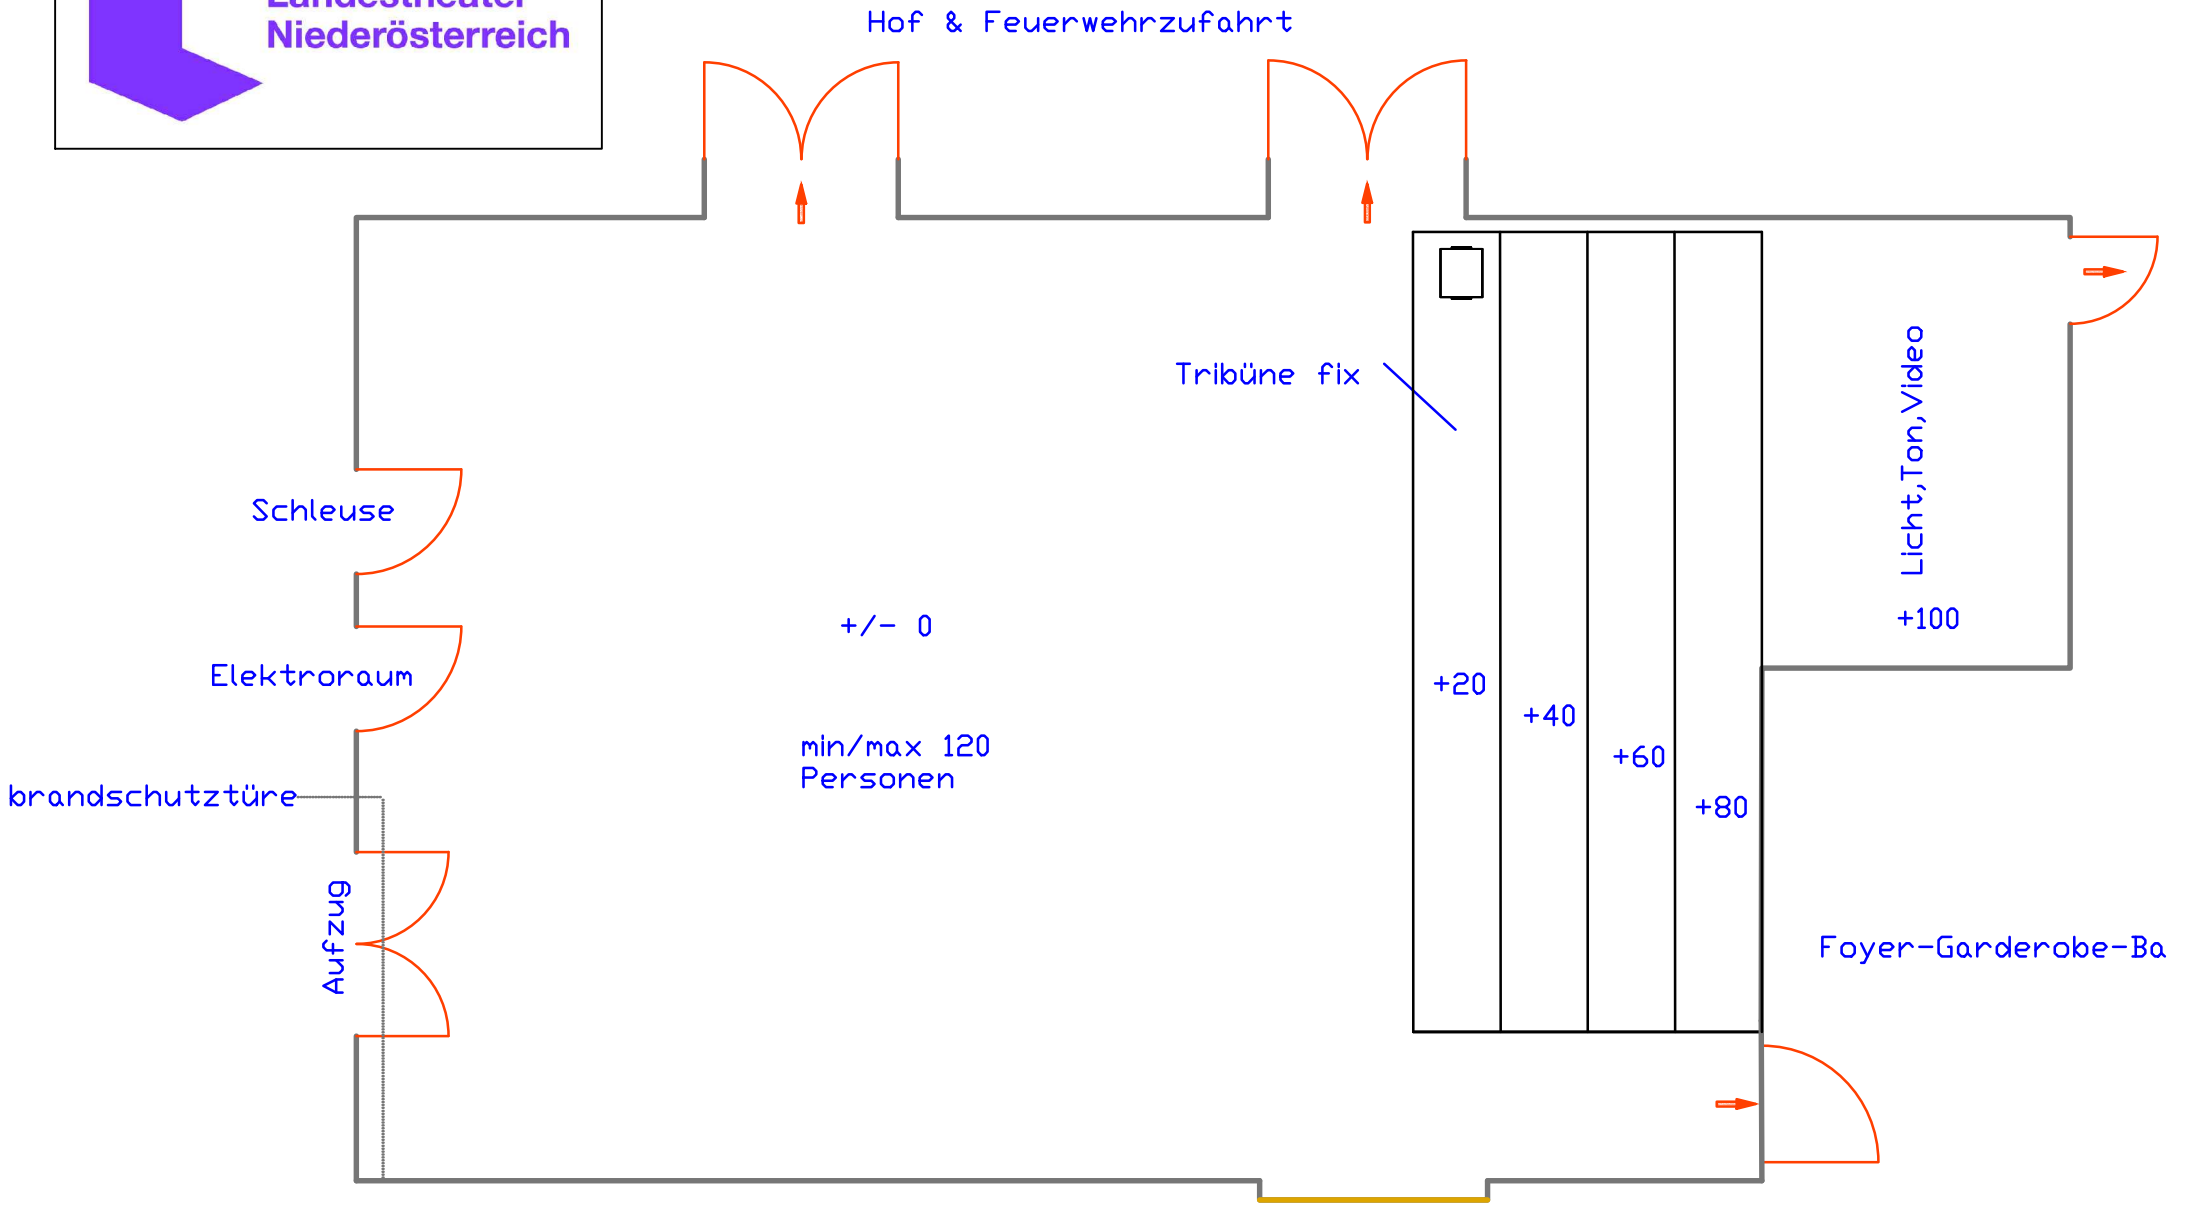 Landestheater
Niederösterreich
Hof & Feuerwehrzufahrt
Tribüne fix
Licht,Ton,Video
+100
Schleuse
+/- 0
Elektroraum
+20
+40
min/max 120
Personen
+60
brandschutztüre
+80
Aufzug
Foyer-Garderobe-Ba